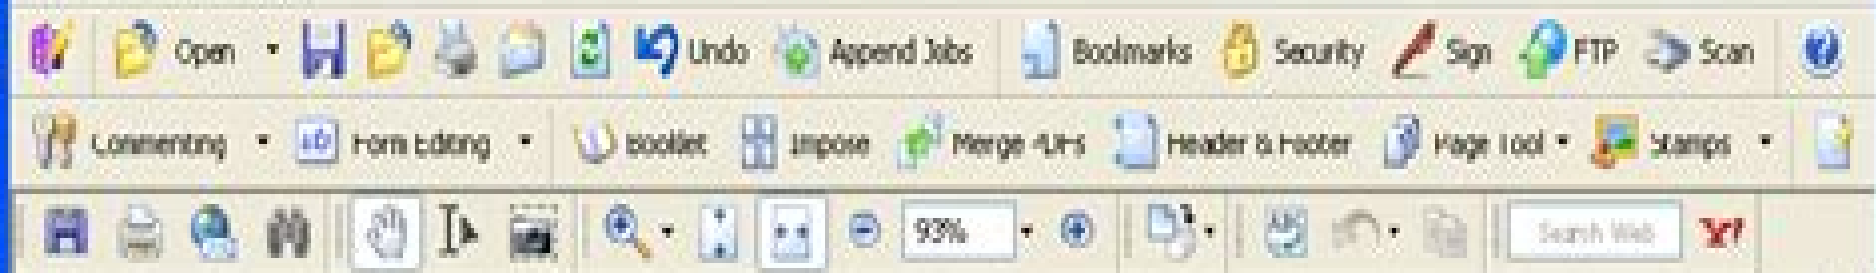 Open Undo Append Jobs Bookmarks Security Sign FTP Scan
Commenting Form Editing Booklet Impose Merge PDFs Header & Footer Page Tool Stamps
93% ABC Search Web Y!